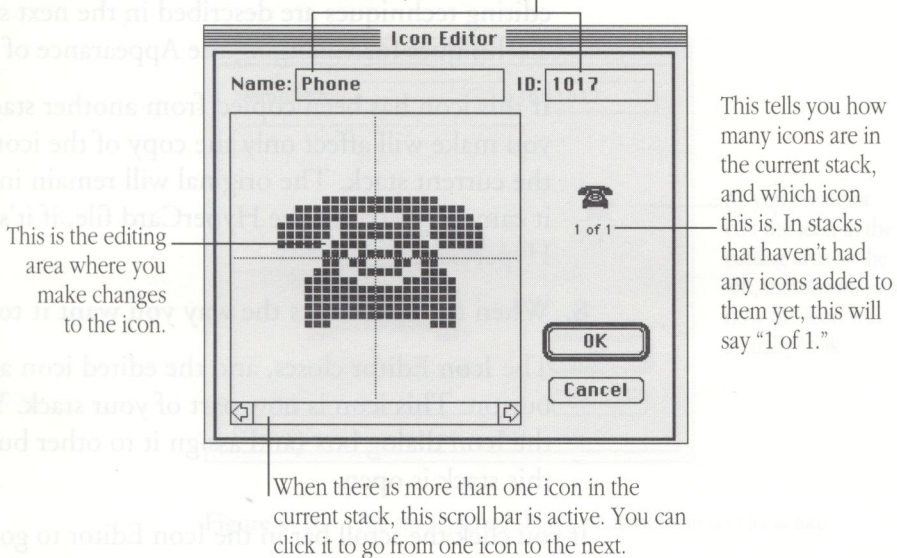 Icon Editor
Name: Phone
ID: 1017
1 of 1
OK
Cancel
This is the editing
area where you
make changes
to the icon.
This tells you how
many icons are in
the current stack,
and which icon
this is. In stacks
that haven't had
any icons added to
them yet, this will
say “1 of 1.”
When there is more than one icon in the
current stack, this scroll bar is active. You can
click it to go from one icon to the next.